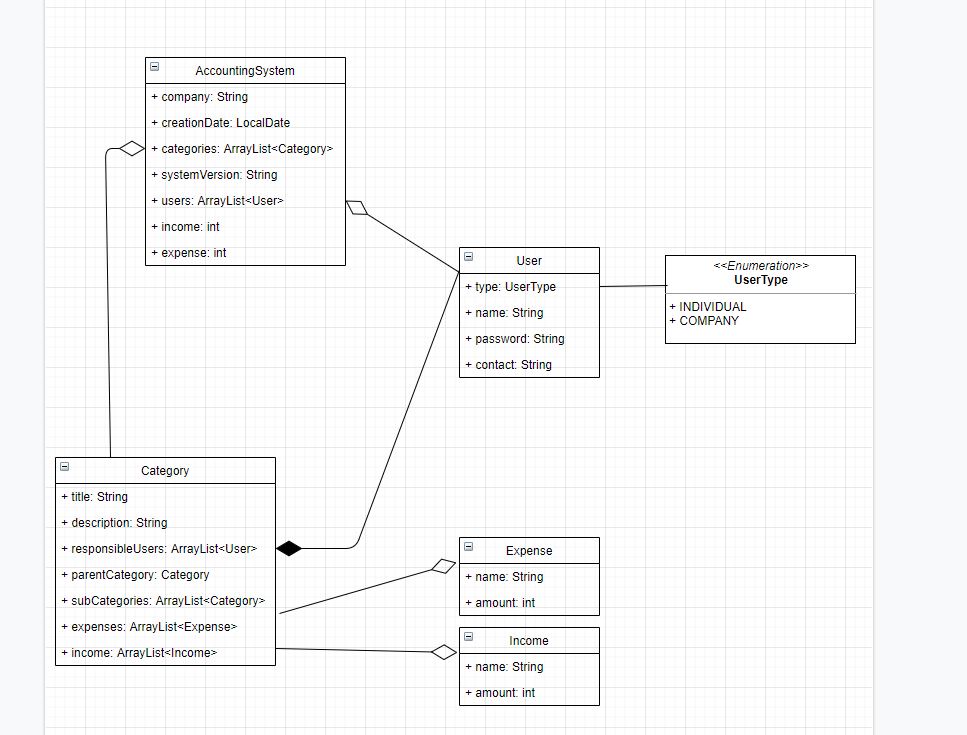 AccountingSystem
+ company: String
+ creationDate: LocalDate
+ categories: ArrayList<Category>
+ systemVersion: String
+ users: ArrayList<User>
+ income: int
+ expense: int
User
+ type: UserType
+ name: String
+ password: String
+ contact: String
<<Enumeration>>
UserType
+ INDIVIDUAL
+ COMPANY
Category
+ title: String
+ description: String
+ responsibleUsers: ArrayList<User>
+ parentCategory: Category
+ subCategories: ArrayList<Category>
+ expenses: ArrayList<Expense>
+ income: ArrayList<Income>
Expense
+ name: String
+ amount: int
Income
+ name: String
+ amount: int